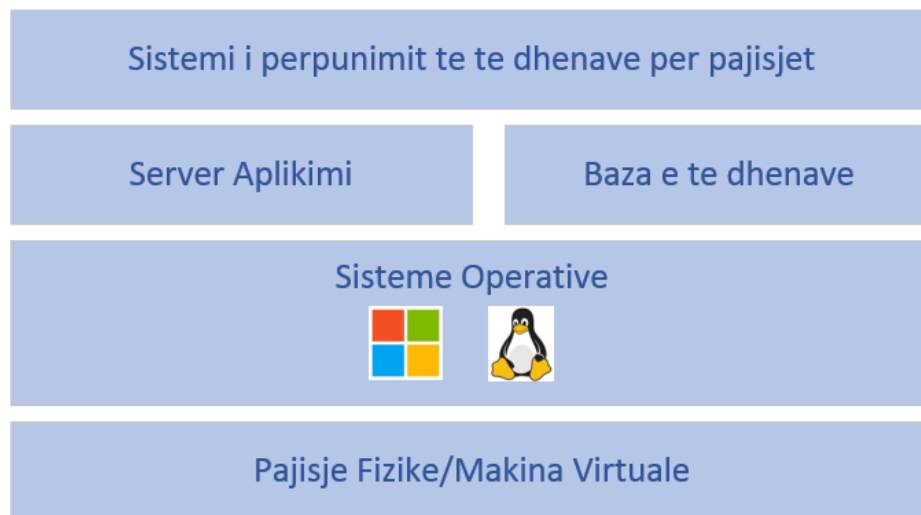 Sistemi i perpunimit te te dhenave per pajisjet
Server Aplikimi
Baza e te dhenave
Sisteme Operative
Pajisje Fizike/Makina Virtuale